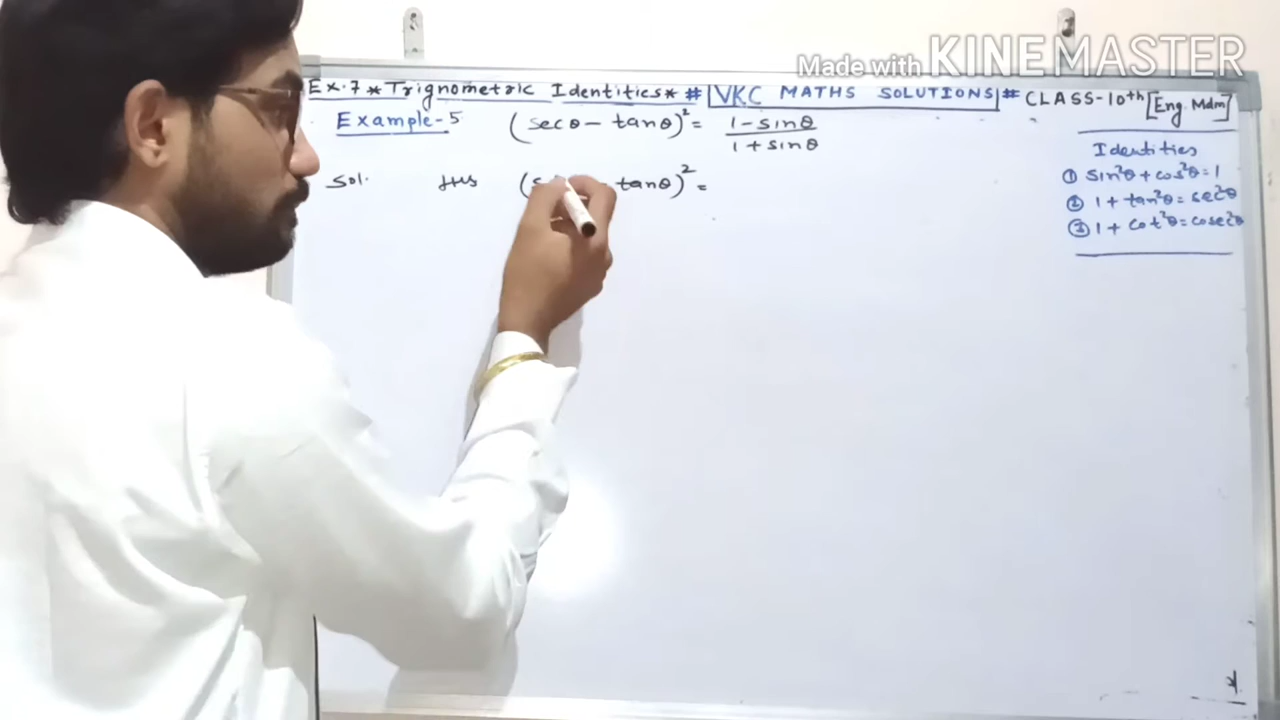 Made with KINEMASTER
Ex.7 * Trignometric Identities * # VKC MATHS SOLUTIONS # CLASS-10th [Eng. Mdm]
Example-5 (secθ - tanθ)² = 1-sinθ / 1+sinθ
Sol. LHS - tanθ)² =
Identities
① sin²θ + cos²θ = 1
② 1 + tan²θ = sec²θ
③ 1 + cot²θ = cosec²θ